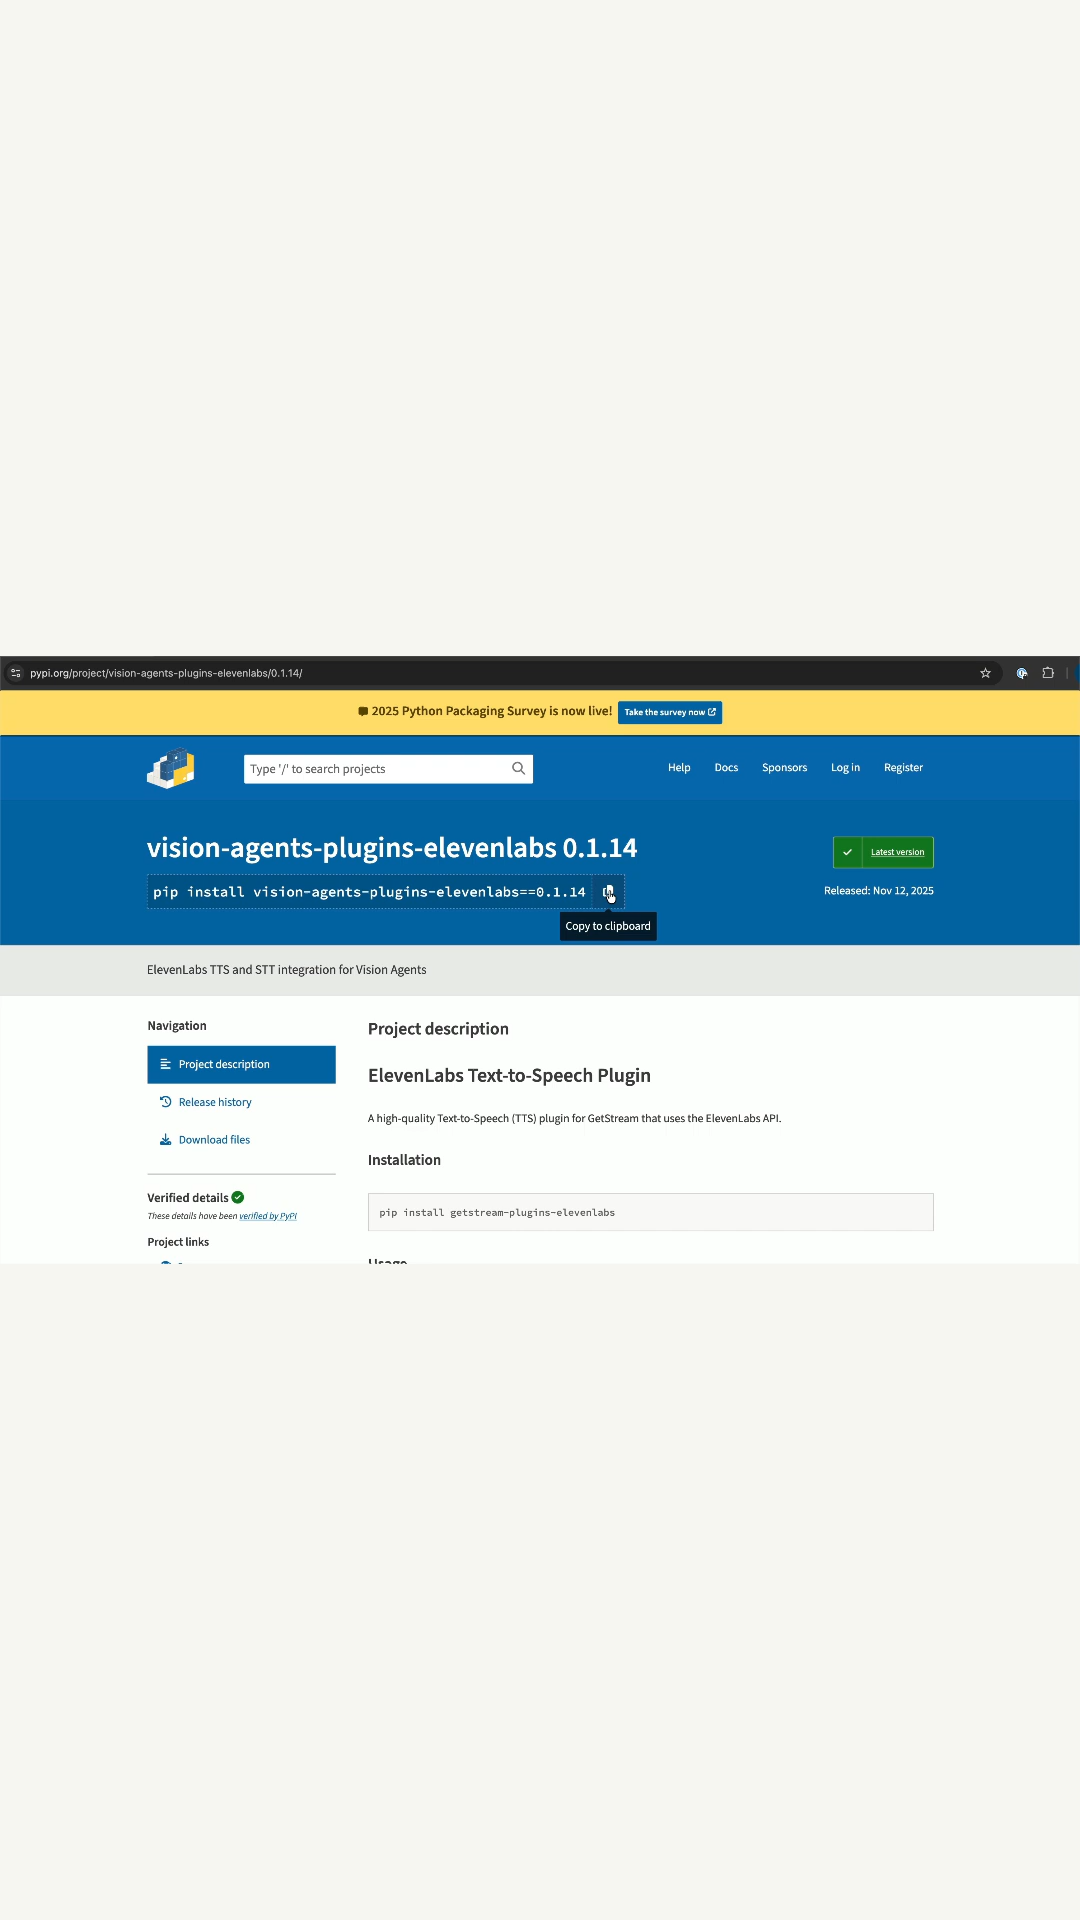 pypi.org/project/vision-agents-plugins-elevenlabs/0.1.14/
2025 Python Packaging Survey is now live! Take the survey now
Type '/' to search projects
Help Docs Sponsors Log in Register
vision-agents-plugins-elevenlabs 0.1.14
Latest version
pip install vision-agents-plugins-elevenlabs==0.1.14
Released: Nov 12, 2025
Copy to clipboard
ElevenLabs TTS and STT integration for Vision Agents
Navigation
Project description
Release history
Download files
Verified details
These details have been verified by PyPI
Project links
Project description
ElevenLabs Text-to-Speech Plugin
A high-quality Text-to-Speech (TTS) plugin for GetStream that uses the ElevenLabs API.
Installation
pip install getstream-plugins-elevenlabs
Usage